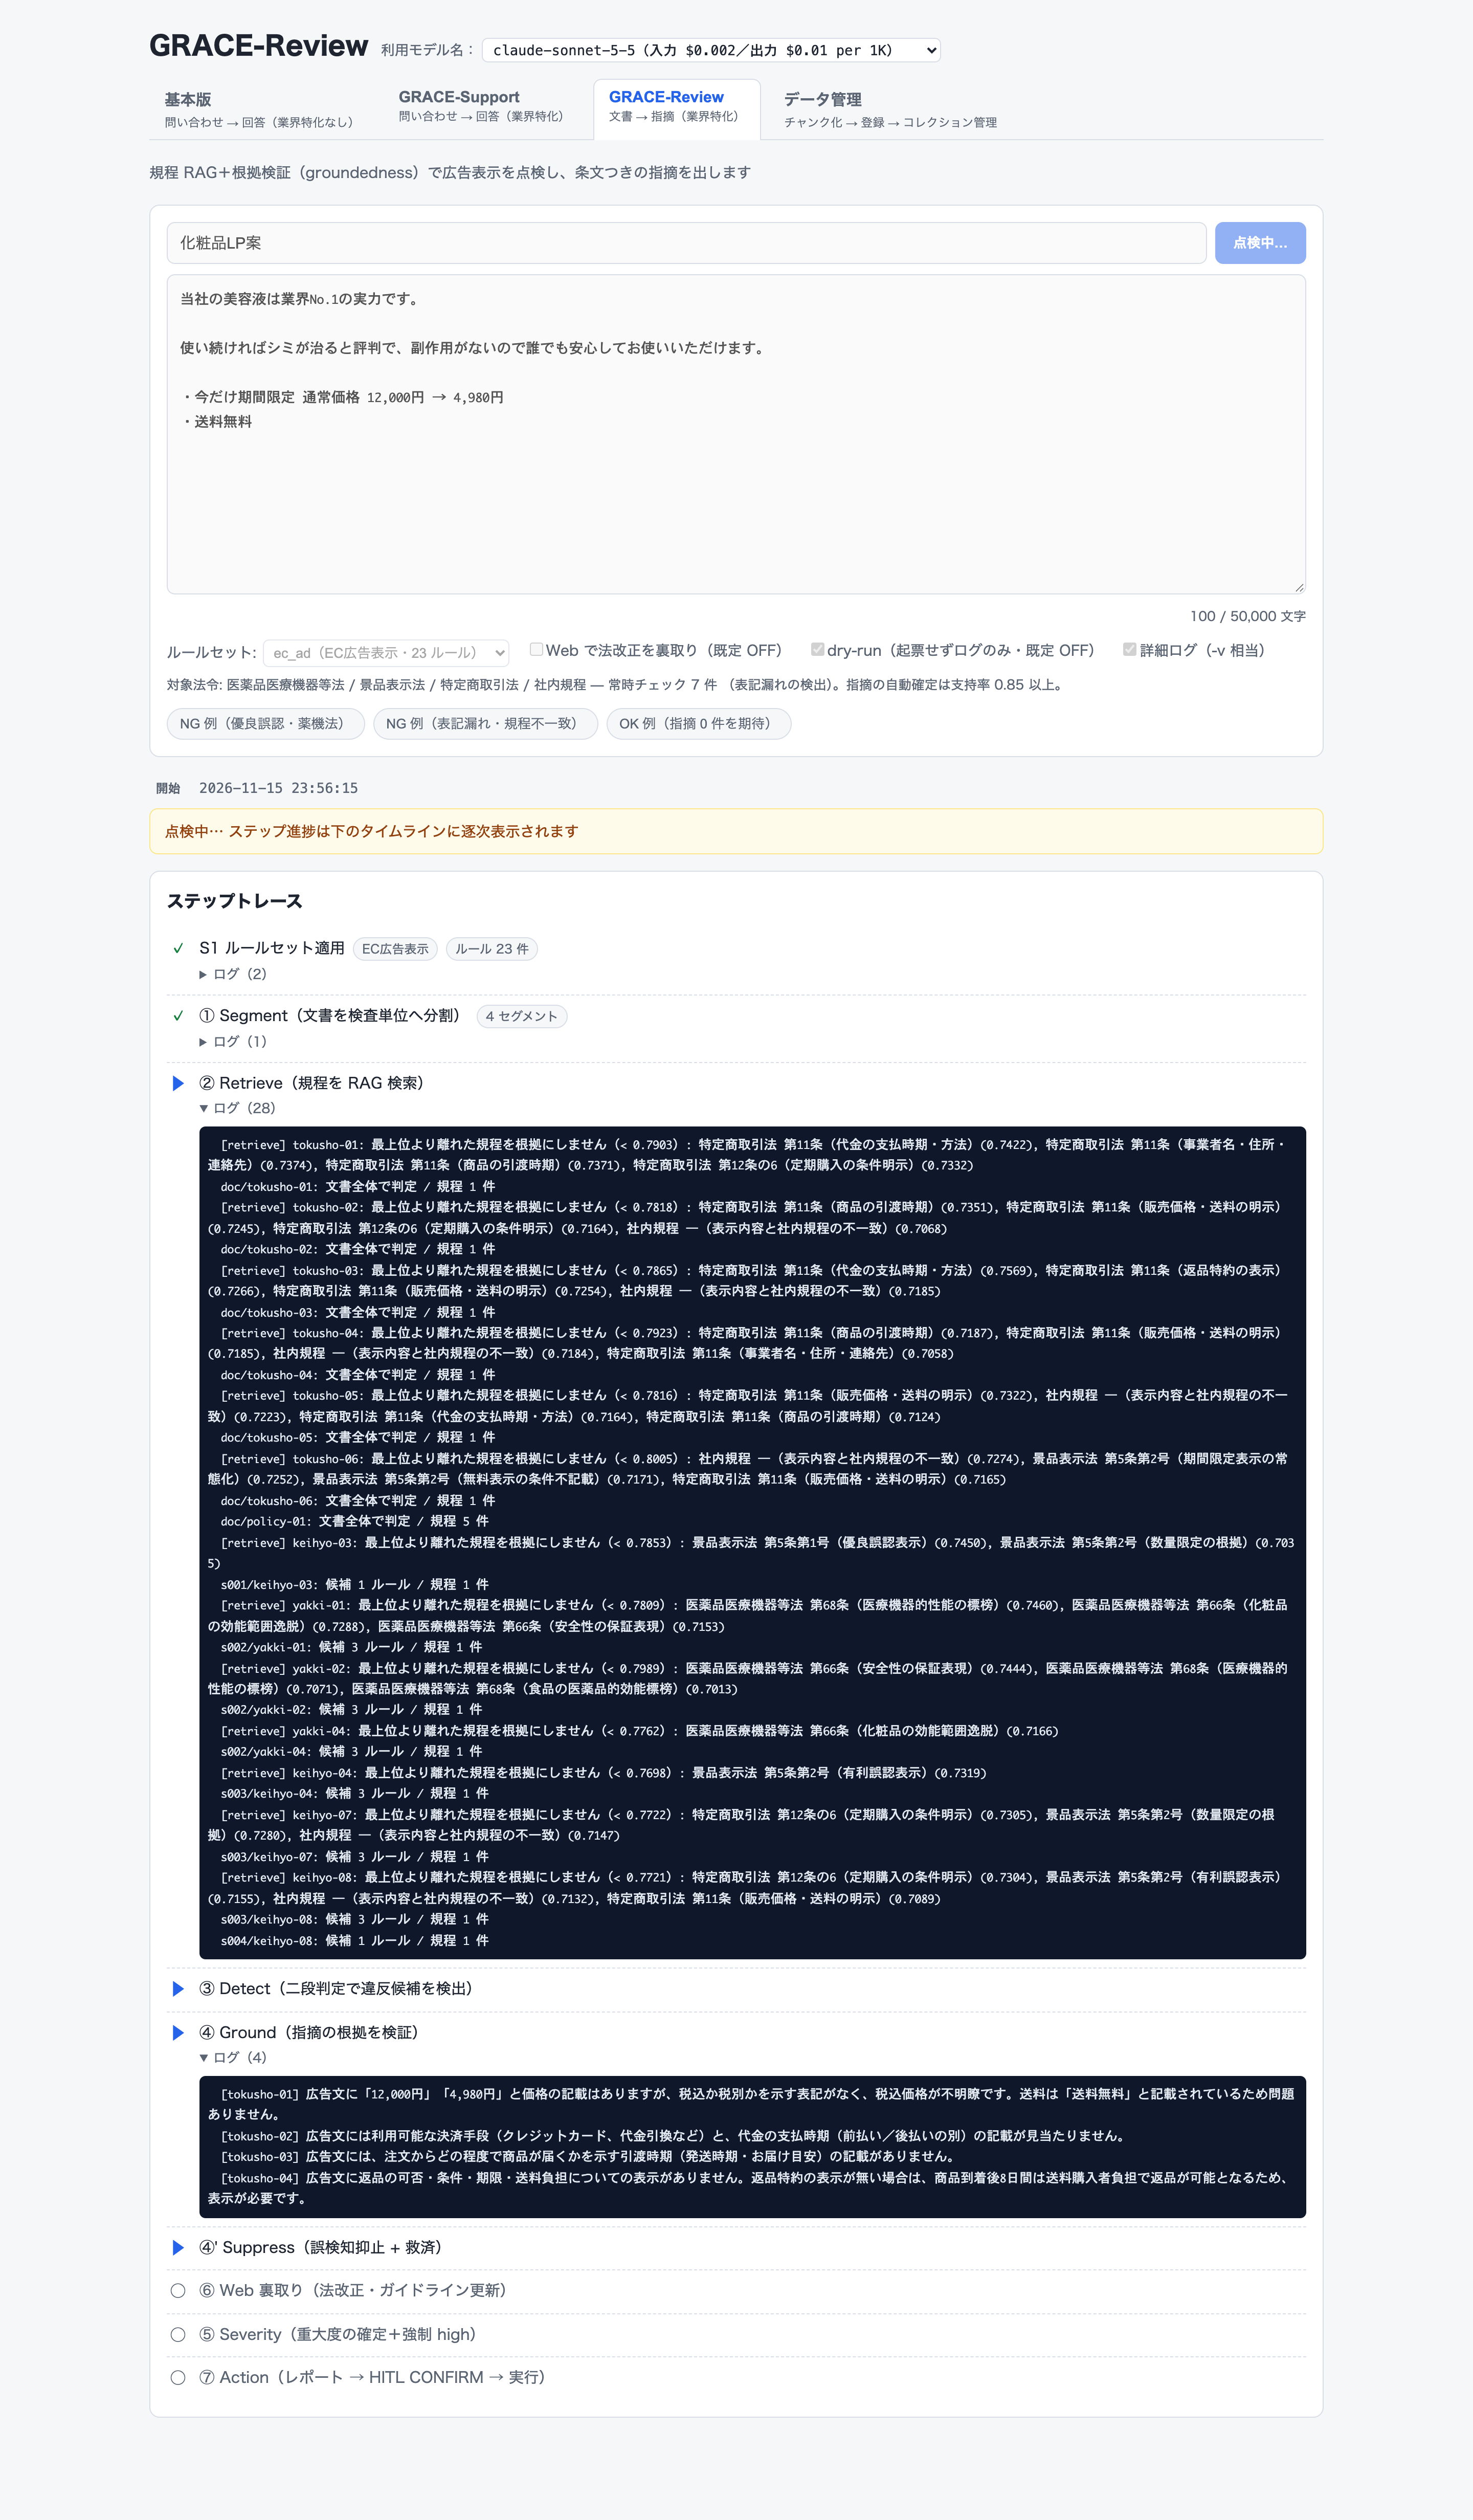 GRACE-Review 利用モデル名： claude-sonnet-5-5（入力 $0.002／出力 $0.01 per 1K）
基本版
問い合わせ → 回答（業界特化なし）
GRACE-Support
問い合わせ → 回答（業界特化）
GRACE-Review
文書 → 指摘（業界特化）
データ管理
チャンク化 → 登録 → コレクション管理
規程 RAG＋根拠検証（groundedness）で広告表示を点検し、条文つきの指摘を出します
化粧品LP案
点検中…
当社の美容液は業界No.1の実力です。
使い続ければシミが治ると評判で、副作用がないので誰でも安心してお使いいただけます。
・今だけ期間限定 通常価格 12,000円 → 4,980円
・送料無料
100 / 50,000 文字
ルールセット: ec_ad（EC広告表示・23 ルール） Web で法改正を裏取り（既定 OFF） dry-run（起票せずログのみ・既定 OFF） 詳細ログ（-v 相当）
対象法令: 医薬品医療機器等法 / 景品表示法 / 特定商取引法 / 社内規程 — 常時チェック 7 件 （表記漏れの検出）。指摘の自動確定は支持率 0.85 以上。
NG 例（優良誤認・薬機法） NG 例（表記漏れ・規程不一致） OK 例（指摘 0 件を期待）
開始 2026-11-15 23:56:15
点検中… ステップ進捗は下のタイムラインに逐次表示されます
ステップトレース
✓ S1 ルールセット適用 EC広告表示 ルール 23 件
▶ ログ（2）
✓ ① Segment（文書を検査単位へ分割） 4 セグメント
▶ ログ（1）
▶ ② Retrieve（規程を RAG 検索）
▼ ログ（28）
[retrieve] tokusho-01: 最上位より離れた規程を根拠にしません（< 0.7903）: 特定商取引法 第11条（代金の支払時期・方法）(0.7422), 特定商取引法 第11条（事業者名・住所・
連絡先）(0.7374), 特定商取引法 第11条（商品の引渡時期）(0.7371), 特定商取引法 第12条の6（定期購入の条件明示）(0.7332)
doc/tokusho-01: 文書全体で判定 / 規程 1 件
[retrieve] tokusho-02: 最上位より離れた規程を根拠にしません（< 0.7818）: 特定商取引法 第11条（商品の引渡時期）(0.7351), 特定商取引法 第11条（販売価格・送料の明示）
(0.7245), 特定商取引法 第12条の6（定期購入の条件明示）(0.7164), 社内規程 ―（表示内容と社内規程の不一致）(0.7068)
doc/tokusho-02: 文書全体で判定 / 規程 1 件
[retrieve] tokusho-03: 最上位より離れた規程を根拠にしません（< 0.7865）: 特定商取引法 第11条（代金の支払時期・方法）(0.7569), 特定商取引法 第11条（返品特約の表示）
(0.7266), 特定商取引法 第11条（販売価格・送料の明示）(0.7254), 社内規程 ―（表示内容と社内規程の不一致）(0.7185)
doc/tokusho-03: 文書全体で判定 / 規程 1 件
[retrieve] tokusho-04: 最上位より離れた規程を根拠にしません（< 0.7923）: 特定商取引法 第11条（商品の引渡時期）(0.7187), 特定商取引法 第11条（販売価格・送料の明示）
(0.7185), 社内規程 ―（表示内容と社内規程の不一致）(0.7184), 特定商取引法 第11条（事業者名・住所・連絡先）(0.7058)
doc/tokusho-04: 文書全体で判定 / 規程 1 件
[retrieve] tokusho-05: 最上位より離れた規程を根拠にしません（< 0.7816）: 特定商取引法 第11条（販売価格・送料の明示）(0.7322), 社内規程 ―（表示内容と社内規程の不一
致）(0.7223), 特定商取引法 第11条（代金の支払時期・方法）(0.7164), 特定商取引法 第11条（商品の引渡時期）(0.7124)
doc/tokusho-05: 文書全体で判定 / 規程 1 件
[retrieve] tokusho-06: 最上位より離れた規程を根拠にしません（< 0.8005）: 社内規程 ―（表示内容と社内規程の不一致）(0.7274), 景品表示法 第5条第2号（期間限定表示の常
態化）(0.7252), 景品表示法 第5条第2号（無料表示の条件不記載）(0.7171), 特定商取引法 第11条（販売価格・送料の明示）(0.7165)
doc/tokusho-06: 文書全体で判定 / 規程 1 件
doc/policy-01: 文書全体で判定 / 規程 5 件
[retrieve] keihyo-03: 最上位より離れた規程を根拠にしません（< 0.7853）: 景品表示法 第5条第1号（優良誤認表示）(0.7450), 景品表示法 第5条第2号（数量限定の根拠）(0.703
5)
s001/keihyo-03: 候補 1 ルール / 規程 1 件
[retrieve] yakki-01: 最上位より離れた規程を根拠にしません（< 0.7809）: 医薬品医療機器等法 第68条（医療機器的性能の標榜）(0.7460), 医薬品医療機器等法 第66条（化粧品
の効能範囲逸脱）(0.7288), 医薬品医療機器等法 第66条（安全性の保証表現）(0.7153)
s002/yakki-01: 候補 3 ルール / 規程 1 件
[retrieve] yakki-02: 最上位より離れた規程を根拠にしません（< 0.7989）: 医薬品医療機器等法 第66条（安全性の保証表現）(0.7444), 医薬品医療機器等法 第68条（医療機器的
性能の標榜）(0.7071), 医薬品医療機器等法 第68条（食品の医薬品的効能標榜）(0.7013)
s002/yakki-02: 候補 3 ルール / 規程 1 件
[retrieve] yakki-04: 最上位より離れた規程を根拠にしません（< 0.7762）: 医薬品医療機器等法 第66条（化粧品の効能範囲逸脱）(0.7166)
s002/yakki-04: 候補 3 ルール / 規程 1 件
[retrieve] keihyo-04: 最上位より離れた規程を根拠にしません（< 0.7698）: 景品表示法 第5条第2号（有利誤認表示）(0.7319)
s003/keihyo-04: 候補 3 ルール / 規程 1 件
[retrieve] keihyo-07: 最上位より離れた規程を根拠にしません（< 0.7722）: 特定商取引法 第12条の6（定期購入の条件明示）(0.7305), 景品表示法 第5条第2号（数量限定の根
拠）(0.7280), 社内規程 ―（表示内容と社内規程の不一致）(0.7147)
s003/keihyo-07: 候補 3 ルール / 規程 1 件
[retrieve] keihyo-08: 最上位より離れた規程を根拠にしません（< 0.7721）: 特定商取引法 第12条の6（定期購入の条件明示）(0.7304), 景品表示法 第5条第2号（有利誤認表示）
(0.7155), 社内規程 ―（表示内容と社内規程の不一致）(0.7132), 特定商取引法 第11条（販売価格・送料の明示）(0.7089)
s003/keihyo-08: 候補 3 ルール / 規程 1 件
s004/keihyo-08: 候補 1 ルール / 規程 1 件
▶ ③ Detect（二段判定で違反候補を検出）
▶ ④ Ground（指摘の根拠を検証）
▼ ログ（4）
[tokusho-01] 広告文に「12,000円」「4,980円」と価格の記載はありますが、税込か税別かを示す表記がなく、税込価格が不明瞭です。送料は「送料無料」と記載されているため問題
ありません。
[tokusho-02] 広告文には利用可能な決済手段（クレジットカード、代金引換など）と、代金の支払時期（前払い／後払いの別）の記載が見当たりません。
[tokusho-03] 広告文には、注文からどの程度で商品が届くかを示す引渡時期（発送時期・お届け目安）の記載がありません。
[tokusho-04] 広告文に返品の可否・条件・期限・送料負担についての表示がありません。返品特約の表示が無い場合は、商品到着後8日間は送料購入者負担で返品が可能となるため、
表示が必要です。
▶ ④' Suppress（誤検知抑止 + 救済）
○ ⑥ Web 裏取り（法改正・ガイドライン更新）
○ ⑤ Severity（重大度の確定＋強制 high）
○ ⑦ Action（レポート → HITL CONFIRM → 実行）